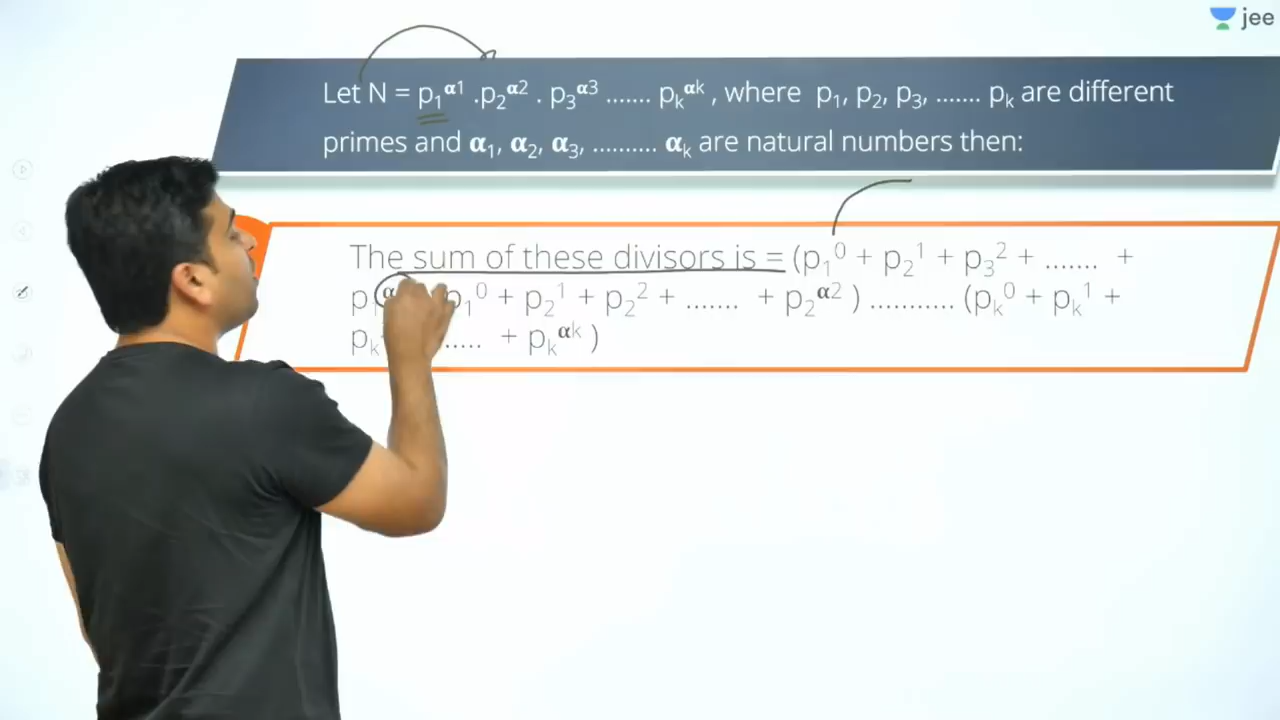 jee
Let N = p₁^α1 .p₂^α2 . p₃^α3 ....... pₖ^αk , where p₁, p₂, p₃, ....... pₖ are different
primes and α₁, α₂, α₃, .......... αₖ are natural numbers then:
The sum of these divisors is = (p₁⁰ + p₂¹ + p₃² + ....... +
p₁ p₁⁰ + p₂¹ + p₂² + ....... + p₂^α2 ) ........... (pₖ⁰ + pₖ¹ +
pₖ ..... + pₖ^αk )